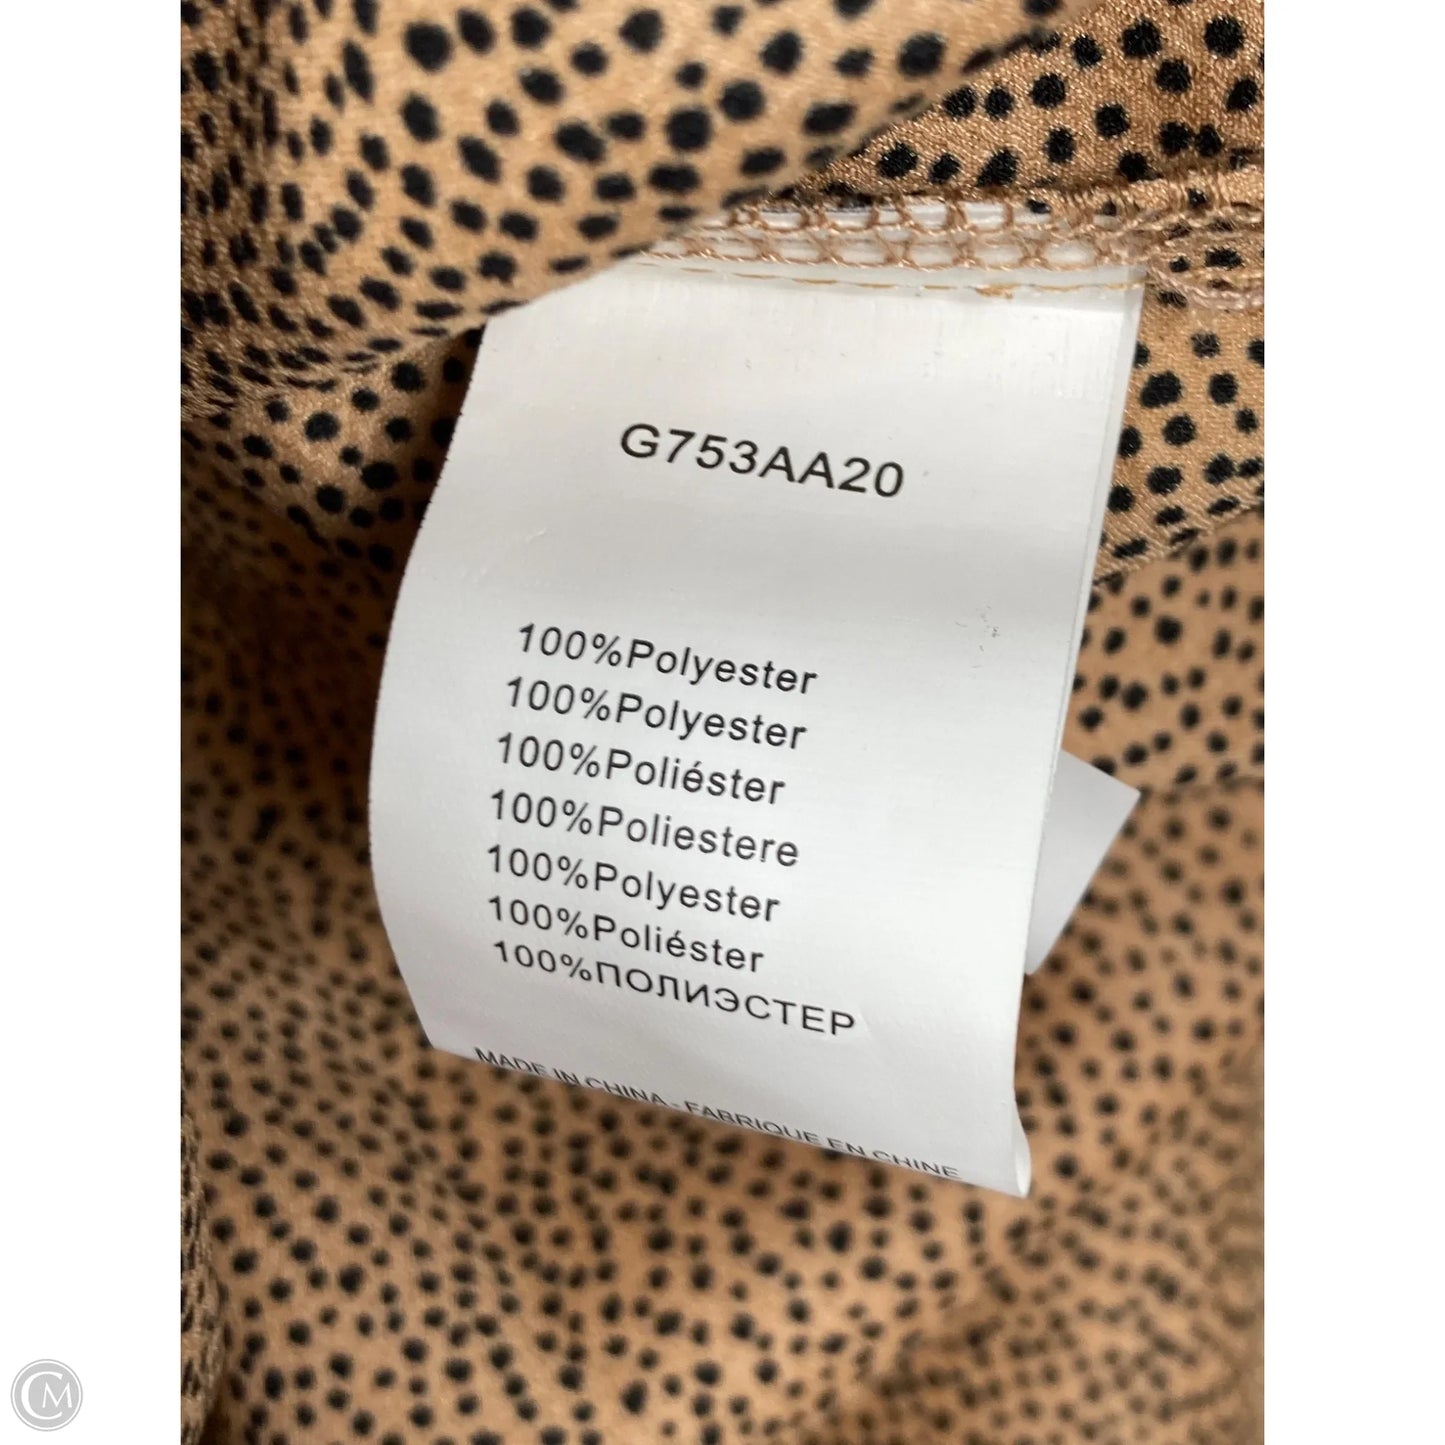 G753AA20
100%Polyester
100%Polyester
100%Poliéster
100%Poliestere
100%Polyester
100%Poliéster
100%ПОЛИЭСТЕР
MADE IN CHINA - FABRIQUE EN CHINE
CM